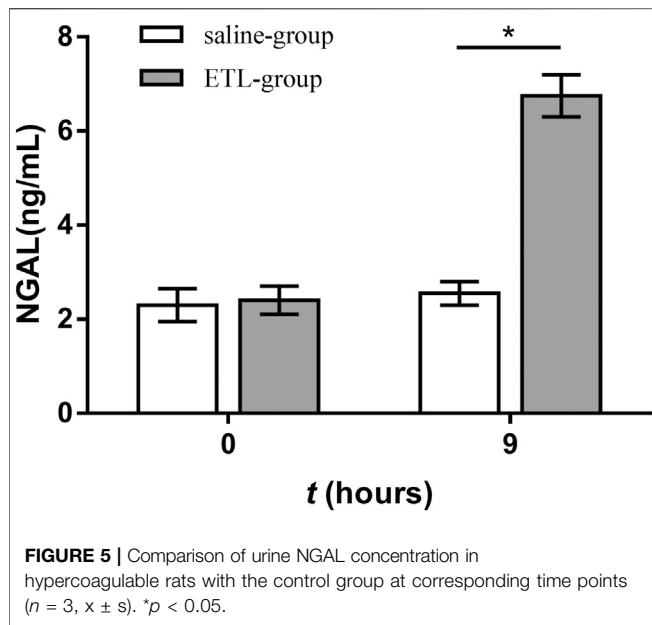 8
6
4
2
0
NGAL(ng/mL)
saline-group
ETL-group
*
0
9
t (hours)
FIGURE 5 | Comparison of urine NGAL concentration in
hypercoagulable rats with the control group at corresponding time points
(n = 3, x ± s). *p < 0.05.